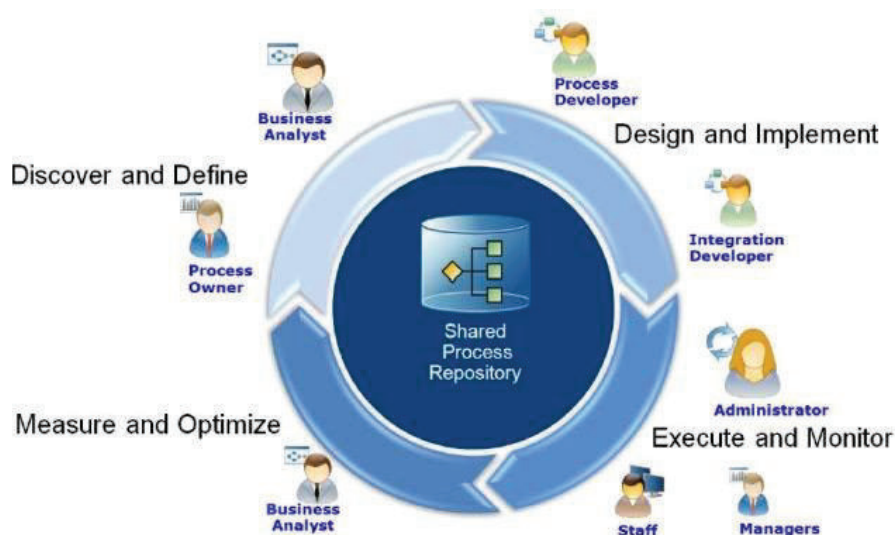 Business
Analyst
Process
Developer
Design and Implement
Discover and Define
Process
Owner
Integration
Developer
Shared
Process
Repository
Administrator
Measure and Optimize
Execute and Monitor
Business
Analyst
Staff
Managers